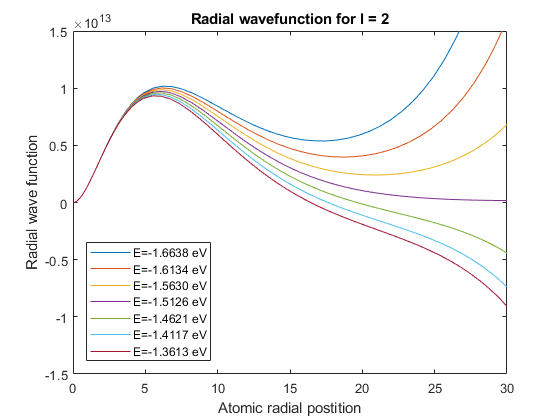 Radial wavefunction for l = 2
×10^13
1.5
1
0.5
0
-0.5
-1
-1.5
Radial wave function
E=-1.6638 eV
E=-1.6134 eV
E=-1.5630 eV
E=-1.5126 eV
E=-1.4621 eV
E=-1.4117 eV
E=-1.3613 eV
0 5 10 15 20 25 30
Atomic radial postition